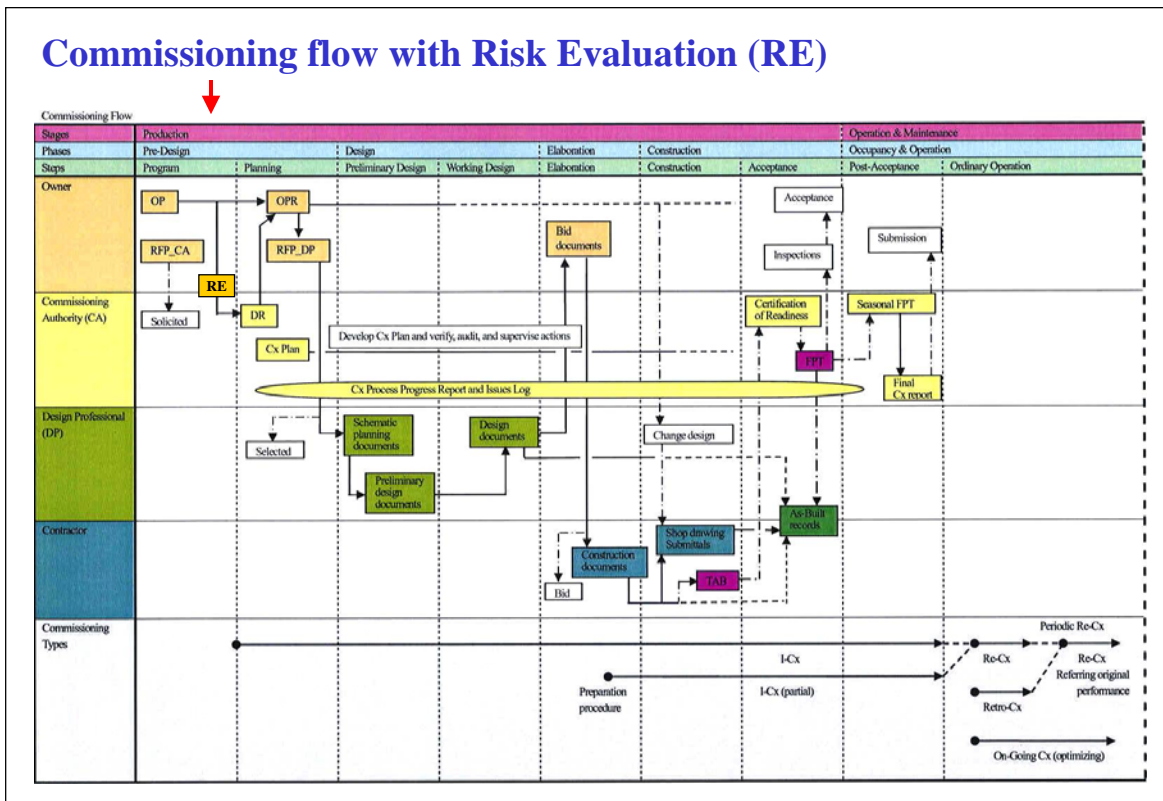 Commissioning flow with Risk Evaluation (RE)
Commissioning Flow
Stages Production Operation & Maintenance
Phases Pre-Design Design Elaboration Construction Occupancy & Operation
Steps Program Planning Preliminary Design Working Design Elaboration Construction Acceptance Post-Acceptance Ordinary Operation
Owner
OP
OPR
Acceptance
RFP_CA
RFP_DP
Bid
documents
Submission
Inspections
RE
Commissioning
Authority (CA)
Solicited
DR
Certification
of Readiness
Seasonal FPT
Develop Cx Plan and verify, audit, and supervise actions
Cx Plan
FPT
Cx Process Progress Report and Issues Log
Final
Cx report
Design Professional
(DP)
Selected
Schematic
planning
documents
Design
documents
Change design
Preliminary
design
documents
As-Built
records
Contractor
Shop drawing
Submittals
Construction
documents
TAB
Bid
Commissioning
Types
Periodic Re-Cx
I-Cx
Re-Cx
Re-Cx
Referring original
performance
Preparation
procedure
I-Cx (partial)
Retro-Cx
On-Going Cx (optimizing)